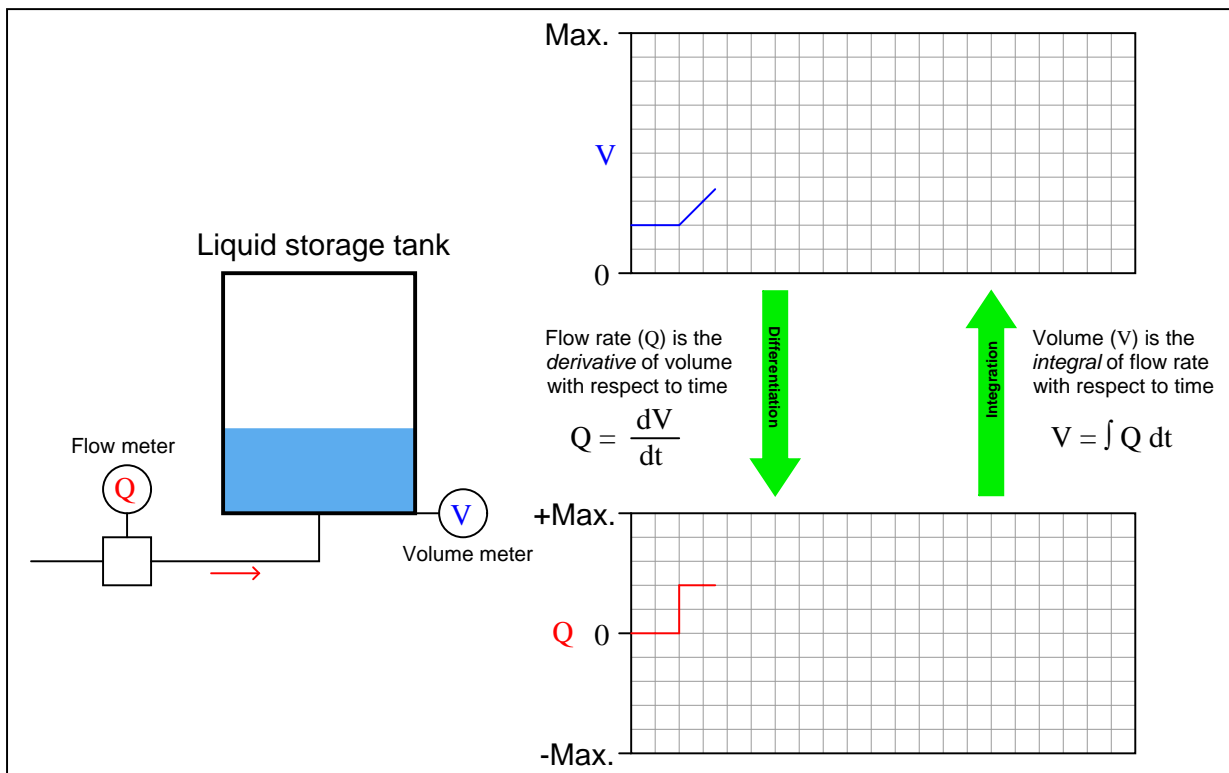 Max.
V
0
Liquid storage tank
Flow meter
Q
V
Volume meter
Flow rate (Q) is the
derivative of volume
with respect to time
Q = dV
dt
Differentiation
Integration
Volume (V) is the
integral of flow rate
with respect to time
V = ∫ Q dt
+Max.
Q 0
-Max.